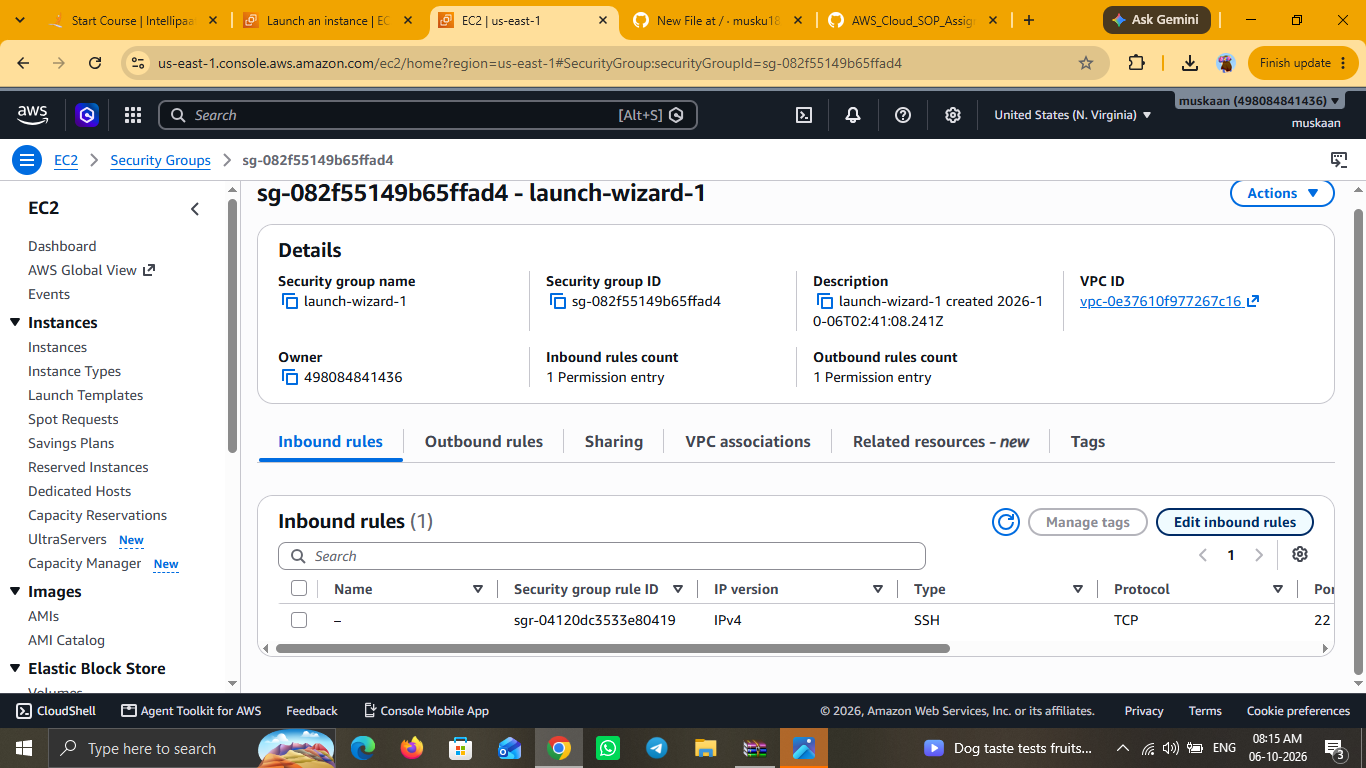 Start Course | Intellipaa
Launch an instance | EC
EC2 | us-east-1
New File at / · musku18
AWS_Cloud_SOP_Assig
Ask Gemini
us-east-1.console.aws.amazon.com/ec2/home?region=us-east-1#SecurityGroup:securityGroupId=sg-082f55149b65ffad4
Finish update
aws
Search
[Alt+S]
United States (N. Virginia)
muskaan (498084841436)
muskaan
EC2
Security Groups
sg-082f55149b65ffad4
EC2
Dashboard
AWS Global View
Events
Instances
Instances
Instance Types
Launch Templates
Spot Requests
Savings Plans
Reserved Instances
Dedicated Hosts
Capacity Reservations
UltraServers New
Capacity Manager New
Images
AMIs
AMI Catalog
Elastic Block Store
Volumes
sg-082f55149b65ffad4 - launch-wizard-1
Actions
Details
Security group name
launch-wizard-1
Security group ID
sg-082f55149b65ffad4
Description
launch-wizard-1 created 2026-1
0-06T02:41:08.241Z
VPC ID
vpc-0e37610f977267c16
Owner
498084841436
Inbound rules count
1 Permission entry
Outbound rules count
1 Permission entry
Inbound rules
Outbound rules
Sharing
VPC associations
Related resources - new
Tags
Inbound rules (1)
Manage tags
Edit inbound rules
Search
1
Name Security group rule ID IP version Type Protocol Por
– sgr-04120dc3533e80419 IPv4 SSH TCP 22
CloudShell
Agent Toolkit for AWS
Feedback
Console Mobile App
© 2026, Amazon Web Services, Inc. or its affiliates.
Privacy
Terms
Cookie preferences
Type here to search
Dog taste tests fruits...
ENG
08:15 AM
06-10-2026
3